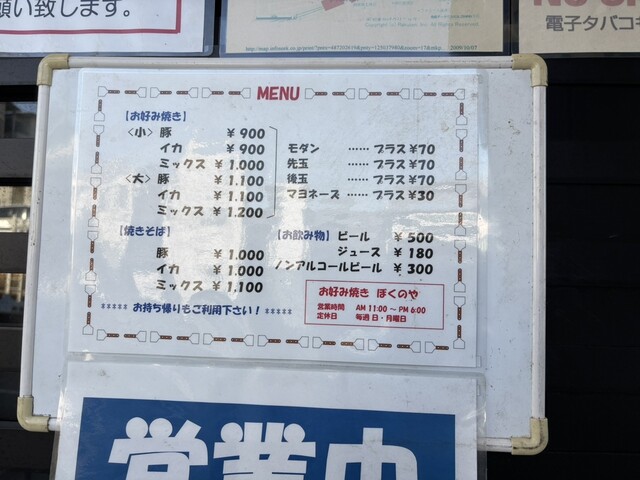 願い致します。
電子タバコ
MENU
【お好み焼き】
〈小〉豚 ￥900
イカ ￥900
ミックス ￥1,000
〈大〉豚 ￥1,100
イカ ￥1,100
ミックス ￥1,200
モダン …… プラス¥70
先玉 …… プラス¥70
後玉 …… プラス¥70
マヨネーズ …… プラス¥30
【焼きそば】
豚 ￥1,000
イカ ￥1,000
ミックス ￥1,100
【お飲み物】ビール ￥500
ジュース ￥180
ノンアルコールビール ￥300
***** お持ち帰りもご利用下さい！ *****
お好み焼き ぼくのや
営業時間 AM 11:00 ～ PM 6:00
定休日 毎週 日・月曜日
営業中